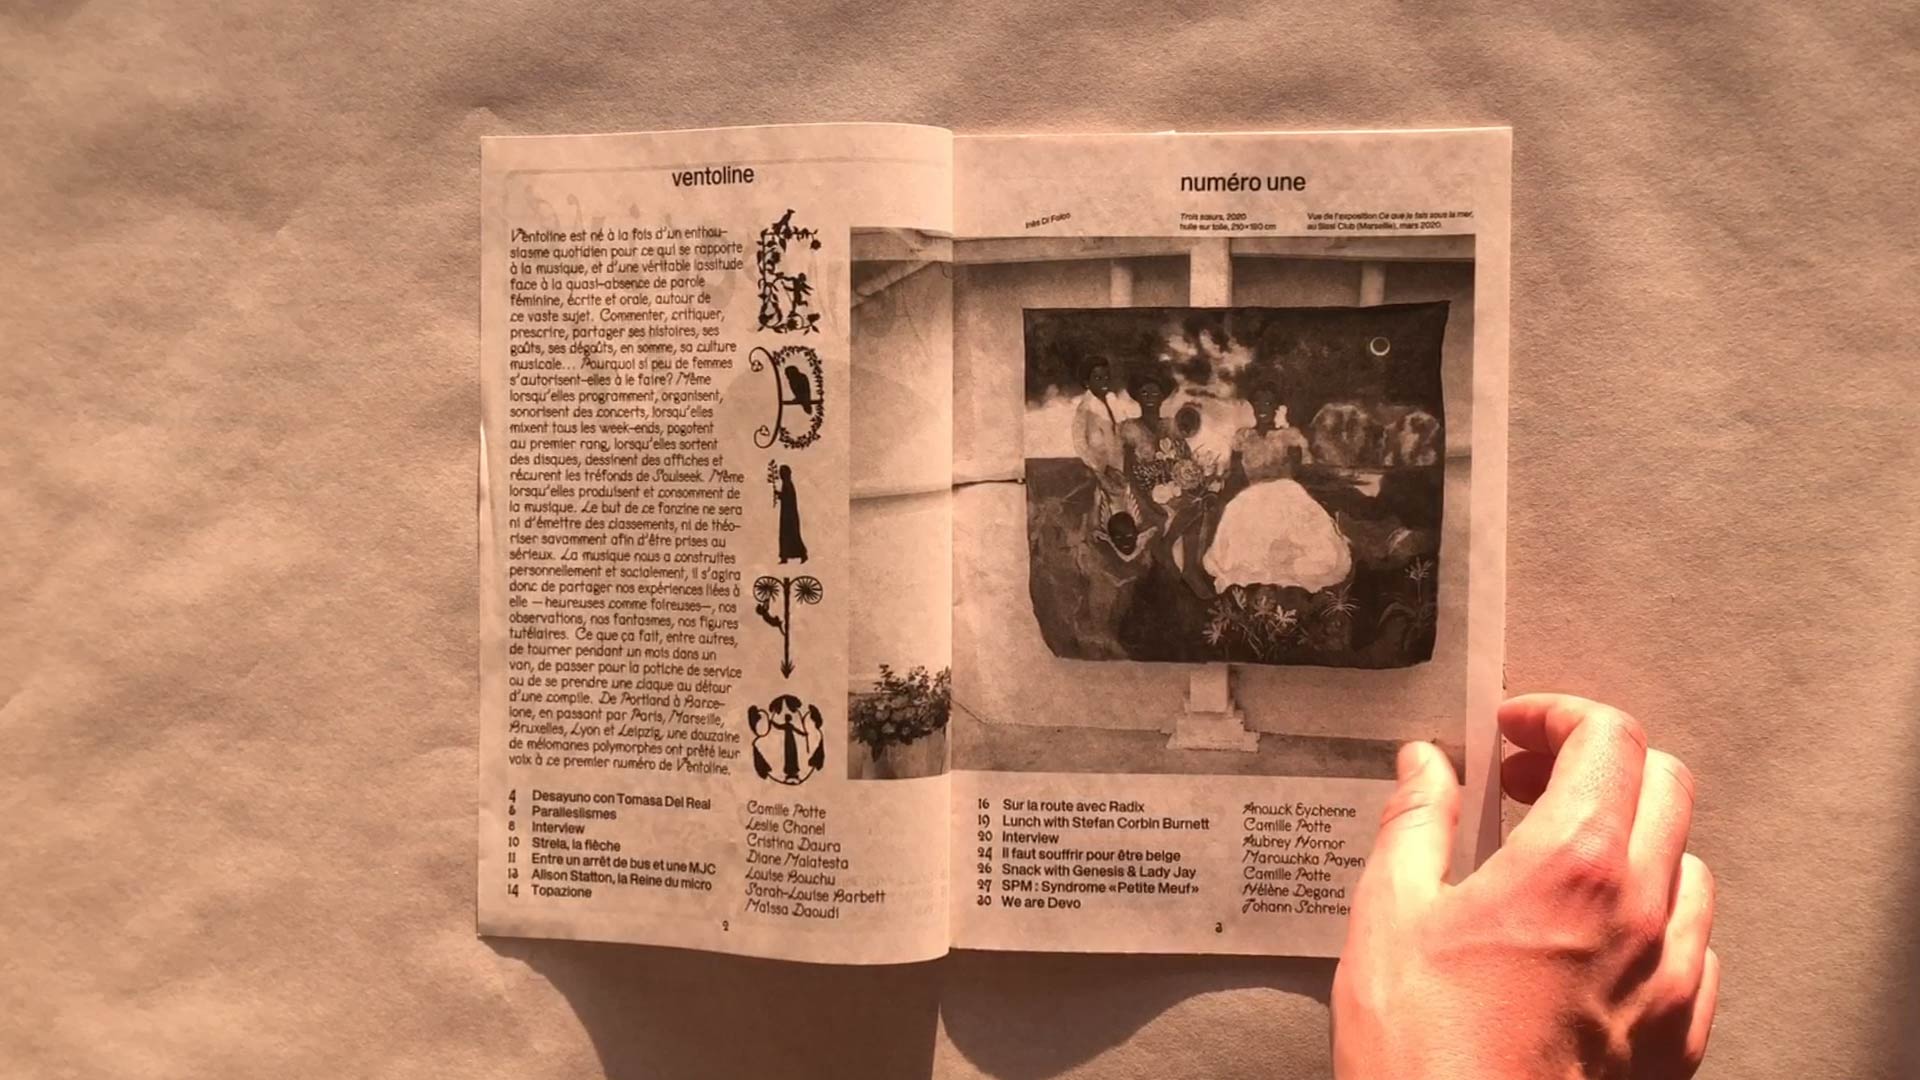 ventoline
Ventoline est né à la fois d'un enthou-
siasme quotidien pour ce qui se rapporte
à la musique, et d'une véritable lassitude
face à la quasi-absence de parole
féminine, écrite et orale, autour de
ce vaste sujet. Commenter, critiquer,
prescrire, partager ses histoires, ses
goûts, ses dégoûts, en somme, sa culture
musicale... Pourquoi si peu de femmes
s'autorisent-elles à le faire? Même
lorsqu'elles programment, organisent,
sonorisent des concerts, lorsqu'elles
mixent tous les week-ends, pogotent
au premier rang, lorsqu'elles sortent
des disques, dessinent des affiches et
récurent les tréfonds de Soulseek. Même
lorsqu'elles produisent et consomment de
la musique. Le but de ce fanzine ne sera
ni d'émettre des classements, ni de théo-
riser savamment afin d'être prises au
sérieux. La musique nous a construites
personnellement et socialement, il s'agira
donc de partager nos expériences liées à
elle — heureuses comme foireuses—, nos
observations, nos fantasmes, nos figures
tutélaires. Ce que ça fait, entre autres,
de tourner pendant un mois dans un
van, de passer pour la potiche de service
ou de se prendre une claque au détour
d'une compile. De Portland à Barce-
lone, en passant par Paris, Marseille,
Bruxelles, Lyon et Leipzig, une douzaine
de mélomanes polymorphes ont prêté leur
voix à ce premier numéro de Ventoline.
E
D
I
T
O
4 Desayuno con Tomasa Del Real Camille Potte
6 Paralleslismes Leslie Chanel
8 Interview Cristina Daura
10 Strela, la flèche Diane Malatesta
11 Entre un arrêt de bus et une MJC Louise Bouchu
13 Alison Statton, la Reine du micro Sarah-Louise Barbett
14 Topazione Maïssa Daoudi
2
numéro une
Inès Di Folco
Trois sœurs, 2020
huile sur toile, 210×180 cm
Vue de l'exposition Ce que je fais sous la mer,
au Sissi Club (Marseille), mars 2020.
16 Sur la route avec Radix Anouck Eychenne
19 Lunch with Stefan Corbin Burnett Camille Potte
20 Interview Aubrey Hornor
24 Il faut souffrir pour être belge Marouchka Payen
26 Snack with Genesis & Lady Jay Camille Potte
27 SPM : Syndrome «Petite Meuf» Hélène Degand
30 We are Devo Johann Schreier
3